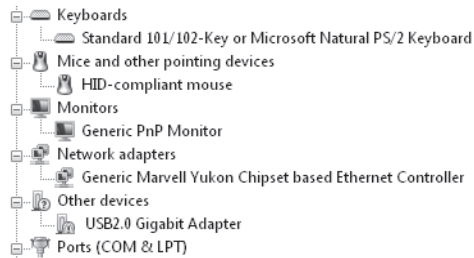 Keyboards
Standard 101/102-Key or Microsoft Natural PS/2 Keyboard
Mice and other pointing devices
HID-compliant mouse
Monitors
Generic PnP Monitor
Network adapters
Generic Marvell Yukon Chipset based Ethernet Controller
Other devices
USB2.0 Gigabit Adapter
Ports (COM & LPT)